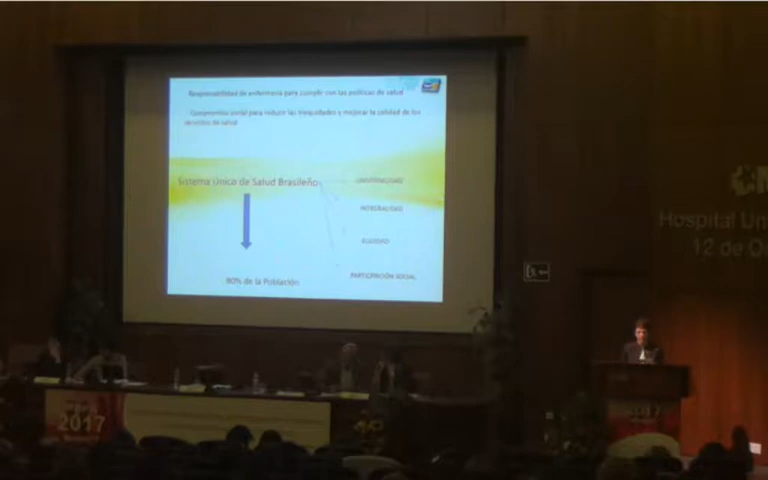 Responsabilidad de enfermería para cumplir con las políticas de salud
Compromiso social para reducir las inequidades y mejorar la calidad de los
servicios de salud
Sistema Único de Salud Brasileño
UNIVERSALIDAD
INTEGRALIDAD
EQUIDAD
PARTICIPACIÓN SOCIAL
80% de la Población
Hospital Un
12 de Oc
2017
2017